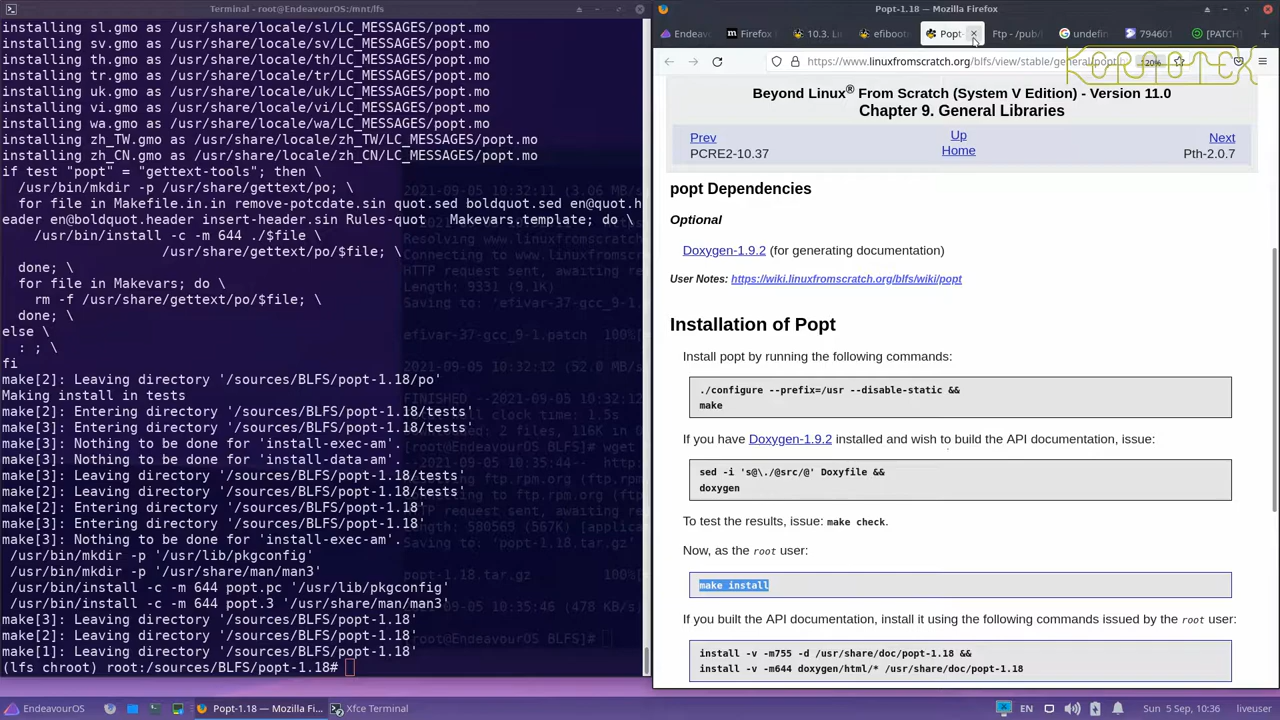 Terminal - root@EndeavourOS:/mnt/lfs
installing sl.gmo as /usr/share/locale/sl/LC_MESSAGES/popt.mo
installing sv.gmo as /usr/share/locale/sv/LC_MESSAGES/popt.mo
installing th.gmo as /usr/share/locale/th/LC_MESSAGES/popt.mo
installing tr.gmo as /usr/share/locale/tr/LC_MESSAGES/popt.mo
installing uk.gmo as /usr/share/locale/uk/LC_MESSAGES/popt.mo
installing vi.gmo as /usr/share/locale/vi/LC_MESSAGES/popt.mo
installing wa.gmo as /usr/share/locale/wa/LC_MESSAGES/popt.mo
installing zh_TW.gmo as /usr/share/locale/zh_TW/LC_MESSAGES/popt.mo
installing zh_CN.gmo as /usr/share/locale/zh_CN/LC_MESSAGES/popt.mo
if test "popt" = "gettext-tools"; then \
/usr/bin/mkdir -p /usr/share/gettext/po; \
for file in Makefile.in.in remove-potcdate.sin quot.sed boldquot.sed en@quot.h
eader en@boldquot.header insert-header.sin Rules-quot Makevars.template; do \
/usr/bin/install -c -m 644 ./$file \
/usr/share/gettext/po/$file; \
done; \
for file in Makevars; do \
rm -f /usr/share/gettext/po/$file; \
done; \
else \
: ; \
fi
make[2]: Leaving directory '/sources/BLFS/popt-1.18/po'
Making install in tests
make[2]: Entering directory '/sources/BLFS/popt-1.18/tests'
make[3]: Entering directory '/sources/BLFS/popt-1.18/tests'
make[3]: Nothing to be done for 'install-exec-am'.
make[3]: Nothing to be done for 'install-data-am'.
make[3]: Leaving directory '/sources/BLFS/popt-1.18/tests'
make[2]: Leaving directory '/sources/BLFS/popt-1.18/tests'
make[2]: Entering directory '/sources/BLFS/popt-1.18'
make[3]: Entering directory '/sources/BLFS/popt-1.18'
make[3]: Nothing to be done for 'install-exec-am'.
/usr/bin/mkdir -p '/usr/lib/pkgconfig'
/usr/bin/mkdir -p '/usr/share/man/man3'
/usr/bin/install -c -m 644 popt.pc '/usr/lib/pkgconfig'
/usr/bin/install -c -m 644 popt.3 '/usr/share/man/man3'
make[3]: Leaving directory '/sources/BLFS/popt-1.18'
make[2]: Leaving directory '/sources/BLFS/popt-1.18'
make[1]: Leaving directory '/sources/BLFS/popt-1.18'
(lfs chroot) root:/sources/BLFS/popt-1.18#
Popt-1.18 — Mozilla Firefox
Endeavo
Firefox
10.3. Li
efiboot
Popt-
Ftp - /pub/
undefin
794601
[PATCH]
https://www.linuxfromscratch.org/blfs/view/stable/general/popt
120%
Beyond Linux® From Scratch (System V Edition) - Version 11.0
Chapter 9. General Libraries
Prev Up Next
PCRE2-10.37 Home Pth-2.0.7
popt Dependencies
Optional
Doxygen-1.9.2 (for generating documentation)
User Notes: https://wiki.linuxfromscratch.org/blfs/wiki/popt
Installation of Popt
Install popt by running the following commands:
./configure --prefix=/usr --disable-static &&
make
If you have Doxygen-1.9.2 installed and wish to build the API documentation, issue:
sed -i 's@\./@src/@' Doxyfile &&
doxygen
To test the results, issue: make check.
Now, as the root user:
make install
If you built the API documentation, install it using the following commands issued by the root user:
install -v -m755 -d /usr/share/doc/popt-1.18 &&
install -v -m644 doxygen/html/* /usr/share/doc/popt-1.18
EndeavourOS
Popt-1.18 — Mozilla Fi...
Xfce Terminal
EN
Sun 5 Sep, 10:36
liveuser